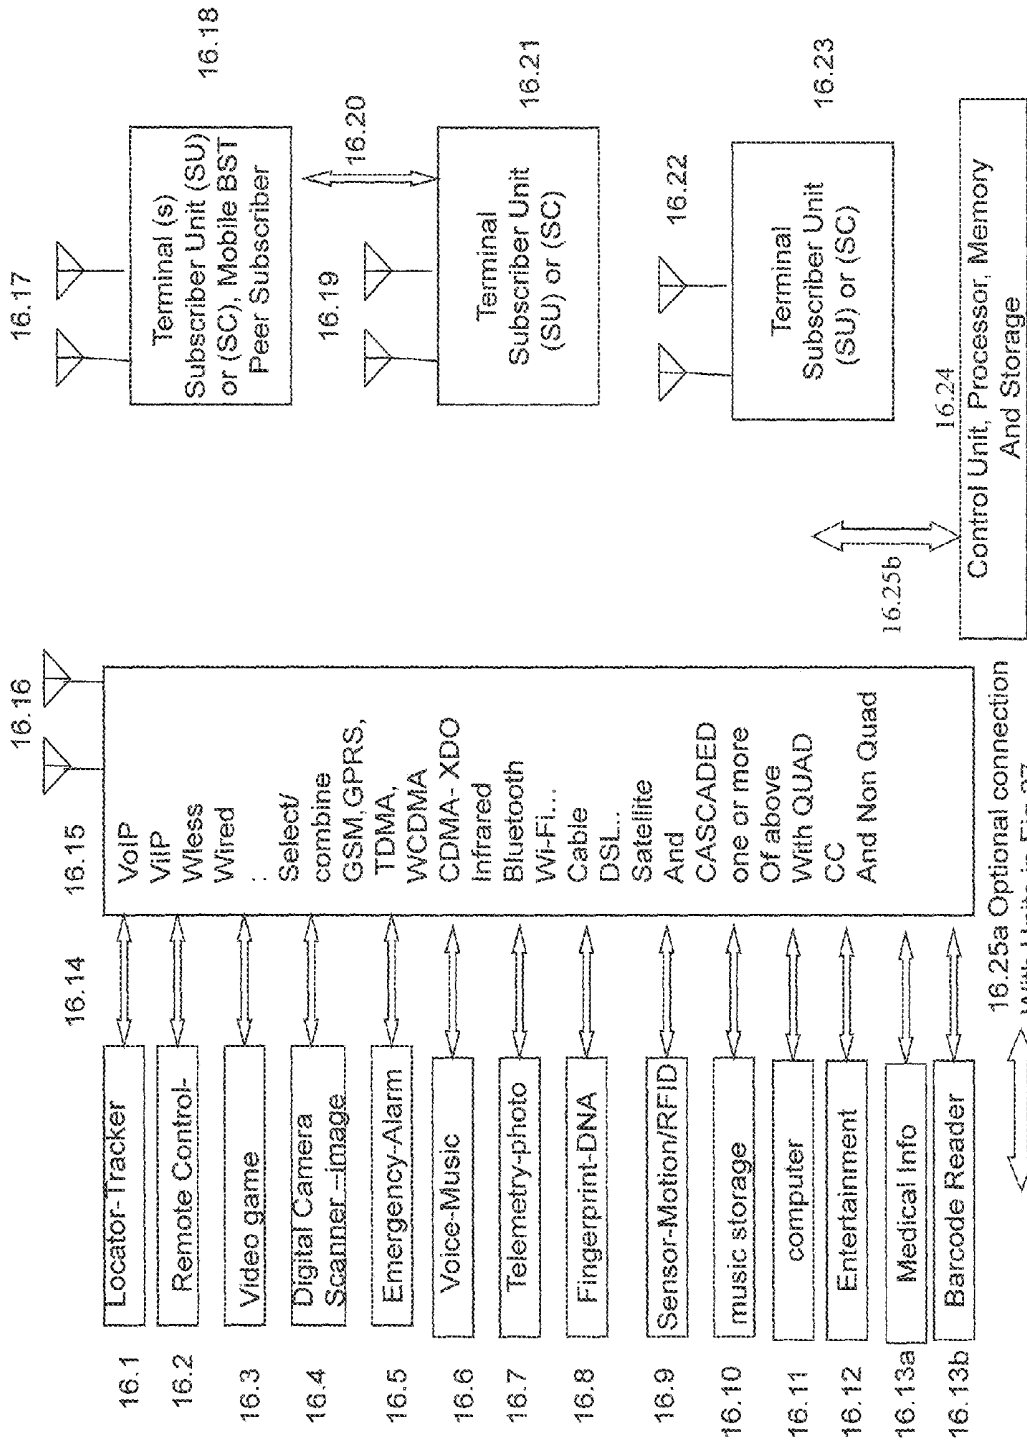 16.1
Locator-Tracker
16.2
Remote Control-
16.3
Video game
16.4
Digital Camera
Scanner –image
16.5
Emergency-Alarm
16.6
Voice-Music
16.7
Telemetry-photo
16.8
Fingerprint-DNA
16.9
Sensor-Motion/RFID
16.10
music storage
16.11
computer
16.12
Entertainment
16.13a
Medical Info
16.13b
Barcode Reader
16.14
16.15
16.16
VoIP
ViIP
Wless
Wired
:
Select/
combine
GSM,GPRS,
TDMA,
WCDMA
CDMA- XDO
Infrared
Bluetooth
Wi-Fi...
Cable
DSL..
Satellite
And
CASCADED
one or more
Of above
With QUAD
CC
And Non Quad
16.25a Optional connection
With Units in Fig 27
16.17
16.18
Terminal (s)
Subscriber Unit (SU)
or (SC), Mobile BST
Peer Subscriber
16.19
16.20
16.21
Terminal
Subscriber Unit
(SU) or (SC)
16.22
16.23
Terminal
Subscriber Unit
(SU) or (SC)
16.24
Control Unit, Processor, Memory
And Storage
16.25b